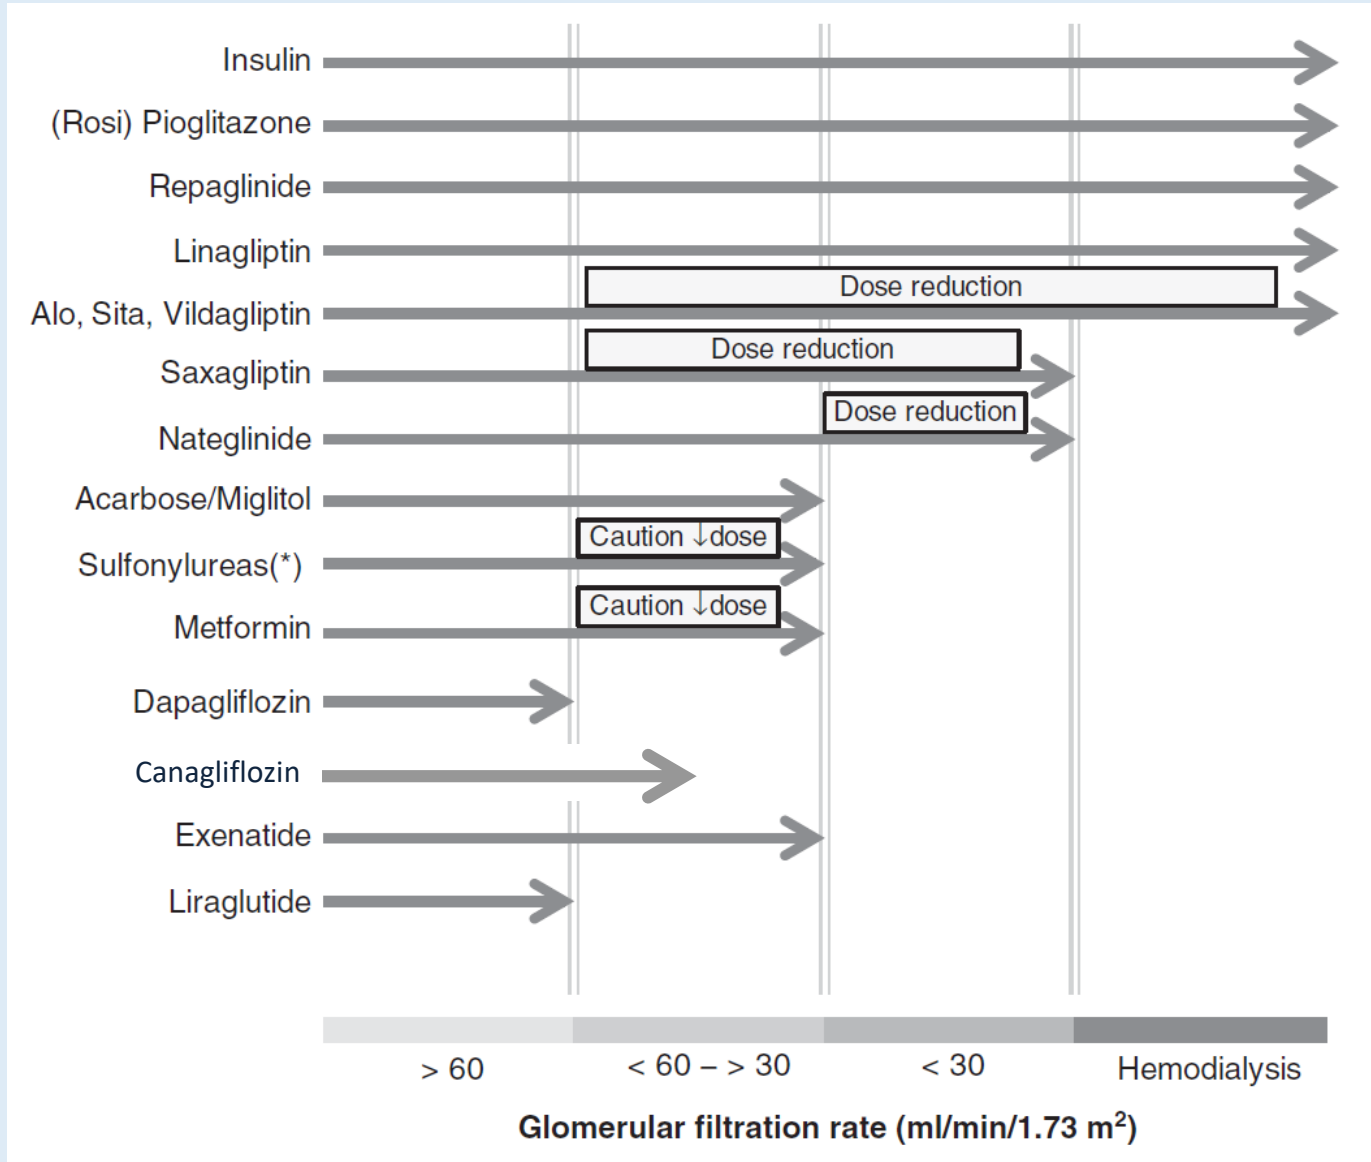 Insulin
(Rosi) Pioglitazone
Repaglinide
Linagliptin
Dose reduction
Alo, Sita, Vildagliptin
Dose reduction
Saxagliptin
Dose reduction
Nateglinide
Acarbose/Miglitol
Caution ↓dose
Sulfonylureas(*)
Caution ↓dose
Metformin
Dapagliflozin
Canagliflozin
Exenatide
Liraglutide
> 60 < 60 – > 30 < 30 Hemodialysis
Glomerular filtration rate (ml/min/1.73 m²)